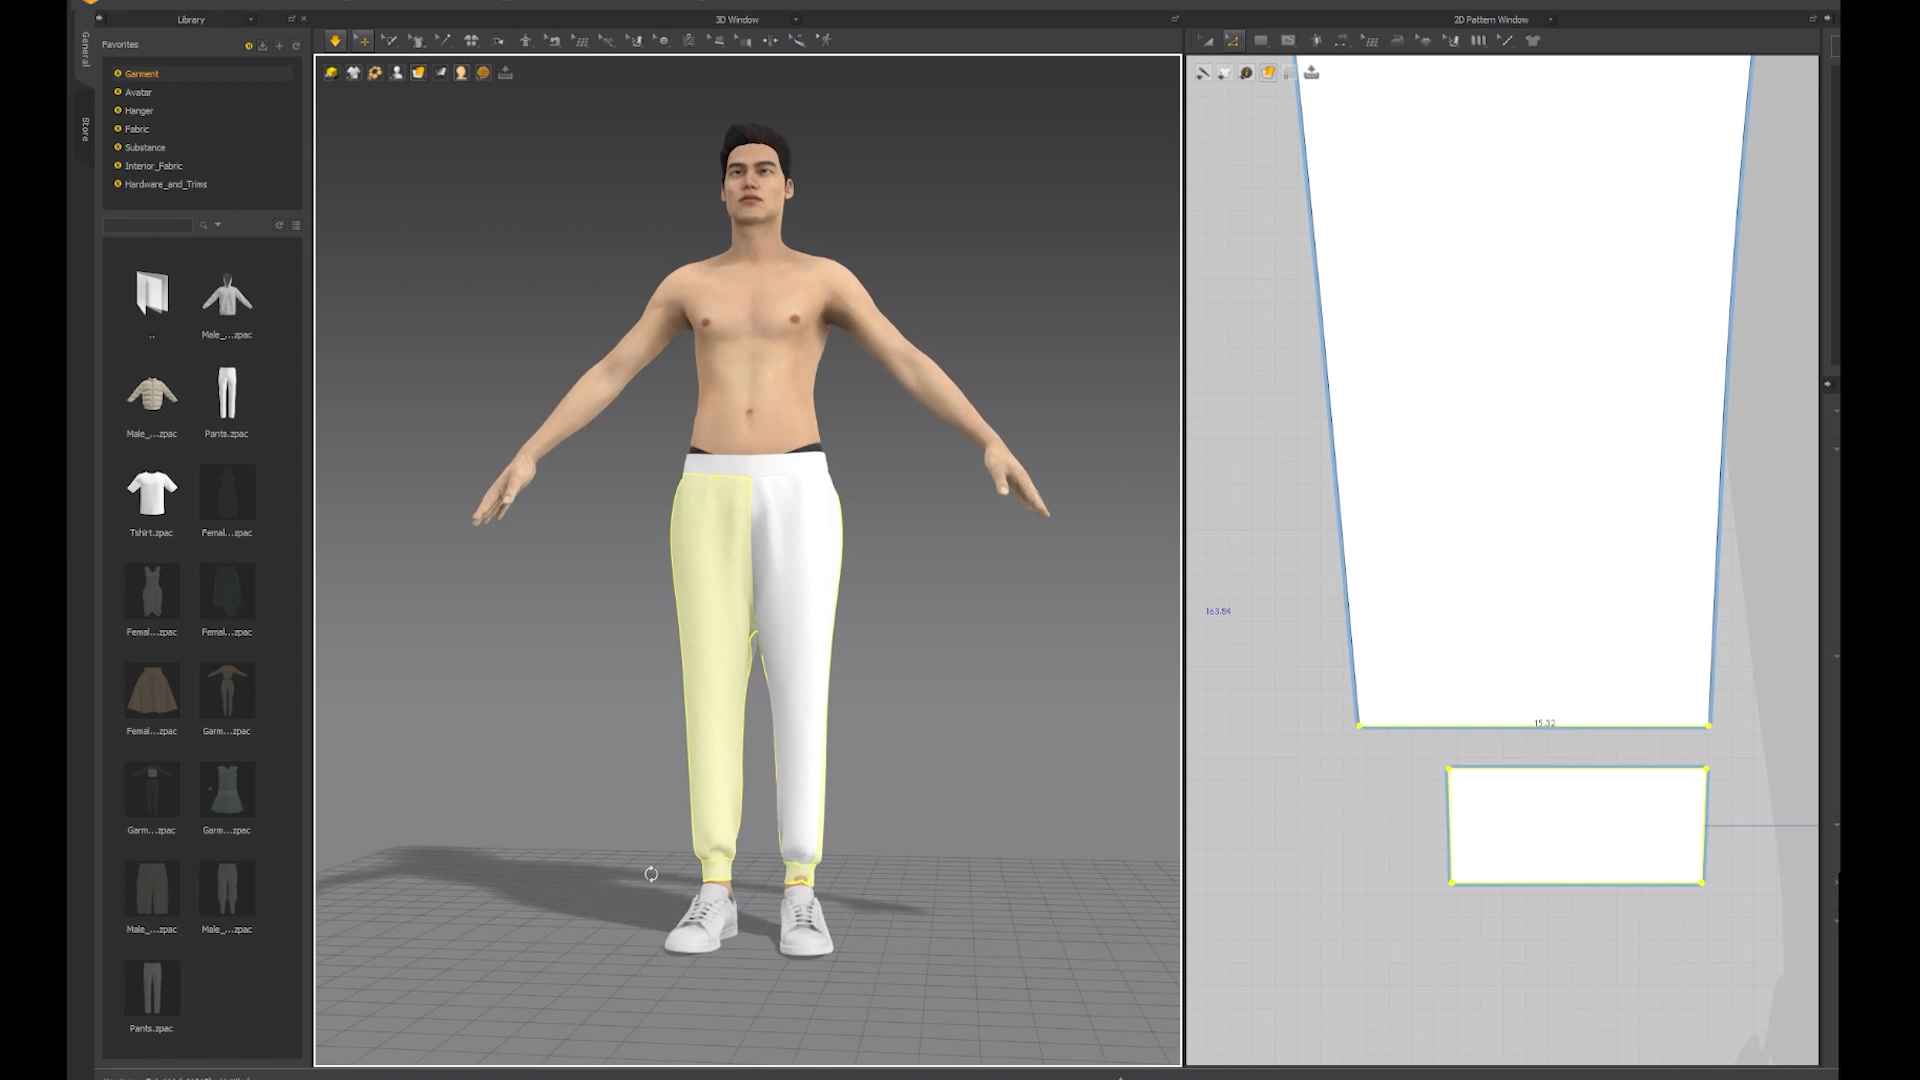 Library
3D Window
2D Pattern Window
General
Store
Favorites
Garment
Avatar
Hanger
Fabric
Substance
Interior_Fabric
Hardware_and_Trims
..
Male_...zpac
Male_...zpac
Pants.zpac
Tshirt.zpac
Femal...zpac
Femal...zpac
Femal...zpac
Femal...zpac
Garm...zpac
Garm...zpac
Garm...zpac
Male_...zpac
Male_...zpac
Pants.zpac
163.84
15.32